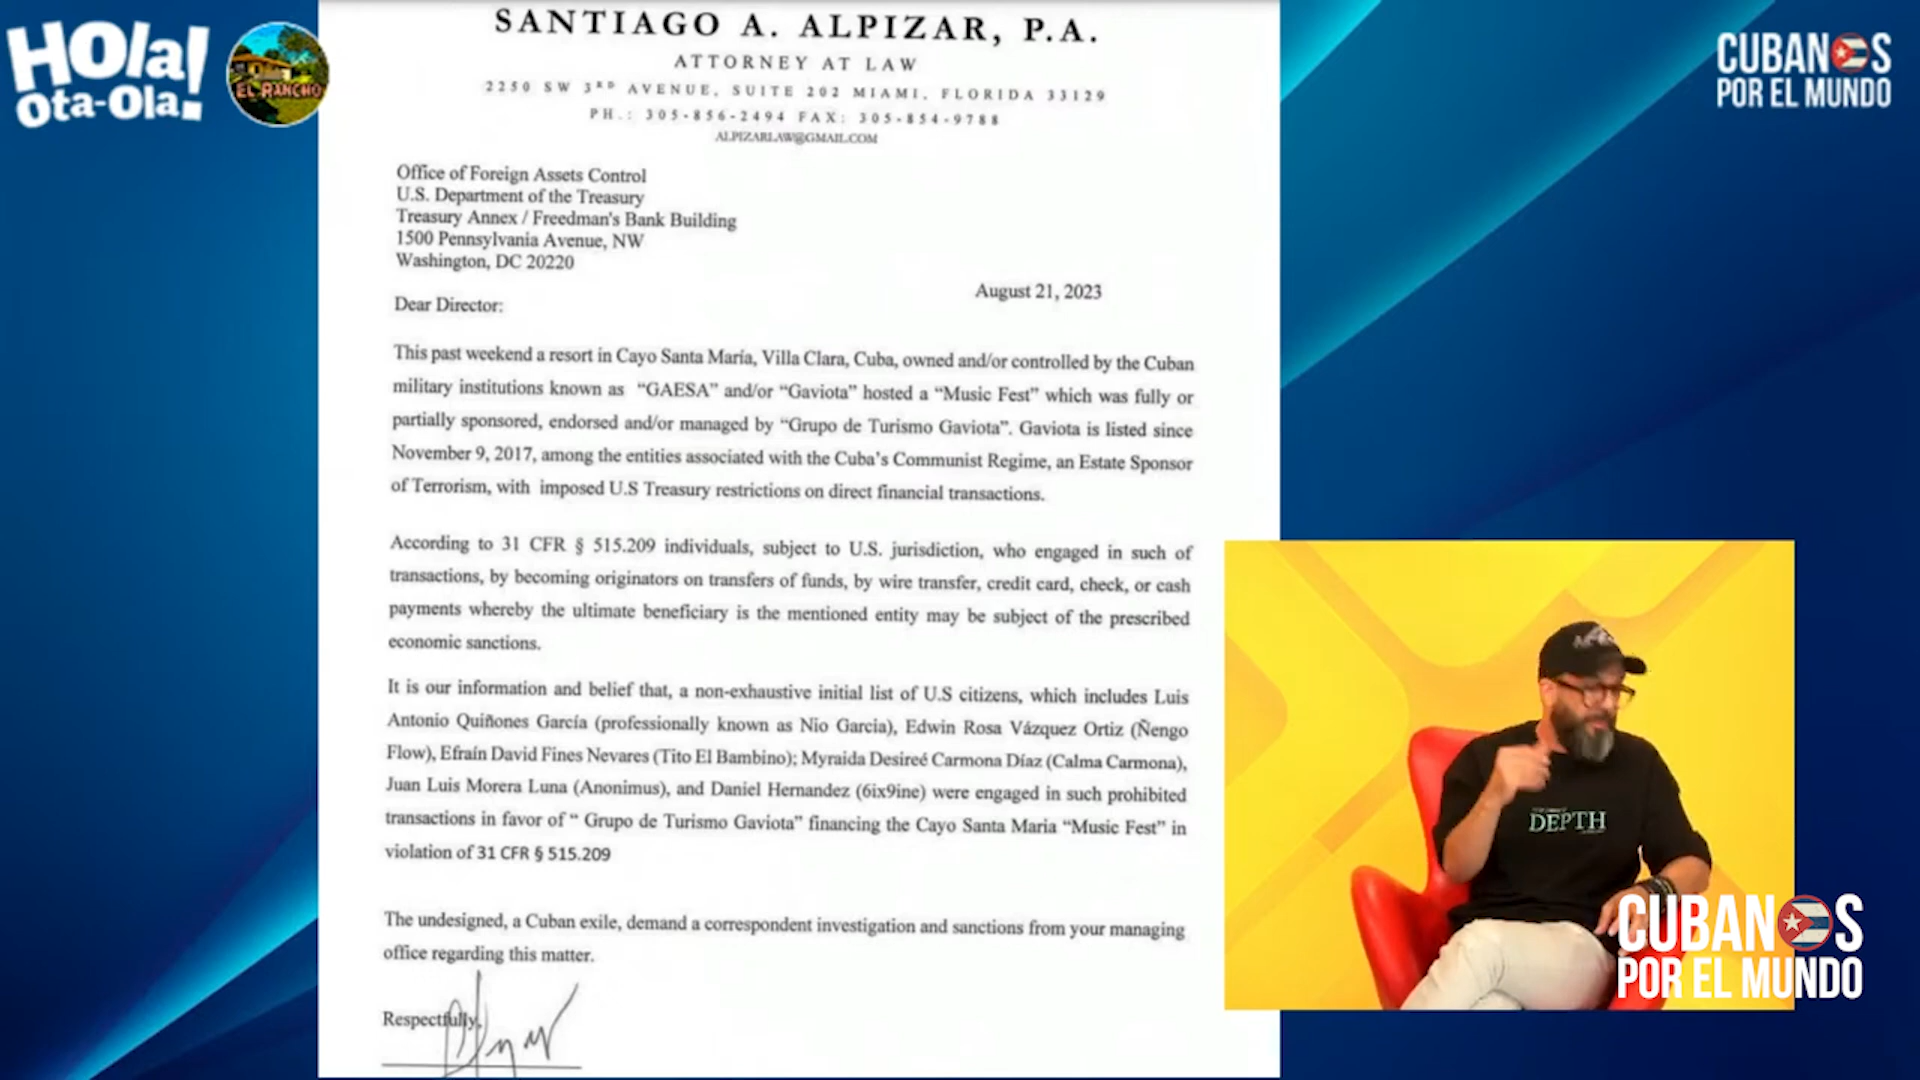 HOla!
Ota-Ola!
EL RANCHO
CUBANOS
POR EL MUNDO
SANTIAGO A. ALPIZAR, P.A.
ATTORNEY AT LAW
2250 SW 3RD AVENUE, SUITE 202 MIAMI, FLORIDA 33129
PH.: 305-856-2494 FAX: 305-854-9788
ALPIZARLAW@GMAIL.COM
Office of Foreign Assets Control
U.S. Department of the Treasury
Treasury Annex / Freedman's Bank Building
1500 Pennsylvania Avenue, NW
Washington, DC 20220
August 21, 2023
Dear Director:
This past weekend a resort in Cayo Santa María, Villa Clara, Cuba, owned and/or controlled by the Cuban
military institutions known as “GAESA” and/or “Gaviota” hosted a “Music Fest” which was fully or
partially sponsored, endorsed and/or managed by “Grupo de Turismo Gaviota”. Gaviota is listed since
November 9, 2017, among the entities associated with the Cuba’s Communist Regime, an Estate Sponsor
of Terrorism, with imposed U.S Treasury restrictions on direct financial transactions.
According to 31 CFR § 515.209 individuals, subject to U.S. jurisdiction, who engaged in such of
transactions, by becoming originators on transfers of funds, by wire transfer, credit card, check, or cash
payments whereby the ultimate beneficiary is the mentioned entity may be subject of the prescribed
economic sanctions.
It is our information and belief that, a non-exhaustive initial list of U.S citizens, which includes Luis
Antonio Quiñones García (professionally known as Nio Garcia), Edwin Rosa Vázquez Ortiz (Ñengo
Flow), Efraín David Fines Nevares (Tito El Bambino); Myraida Desireé Carmona Díaz (Calma Carmona),
Juan Luis Morera Luna (Anonimus), and Daniel Hernandez (6ix9ine) were engaged in such prohibited
transactions in favor of “ Grupo de Turismo Gaviota” financing the Cayo Santa Maria “Music Fest” in
violation of 31 CFR § 515.209
The undesigned, a Cuban exile, demand a correspondent investigation and sanctions from your managing
office regarding this matter.
Respectfully,
DEPTH
CUBANOS
POR EL MUNDO